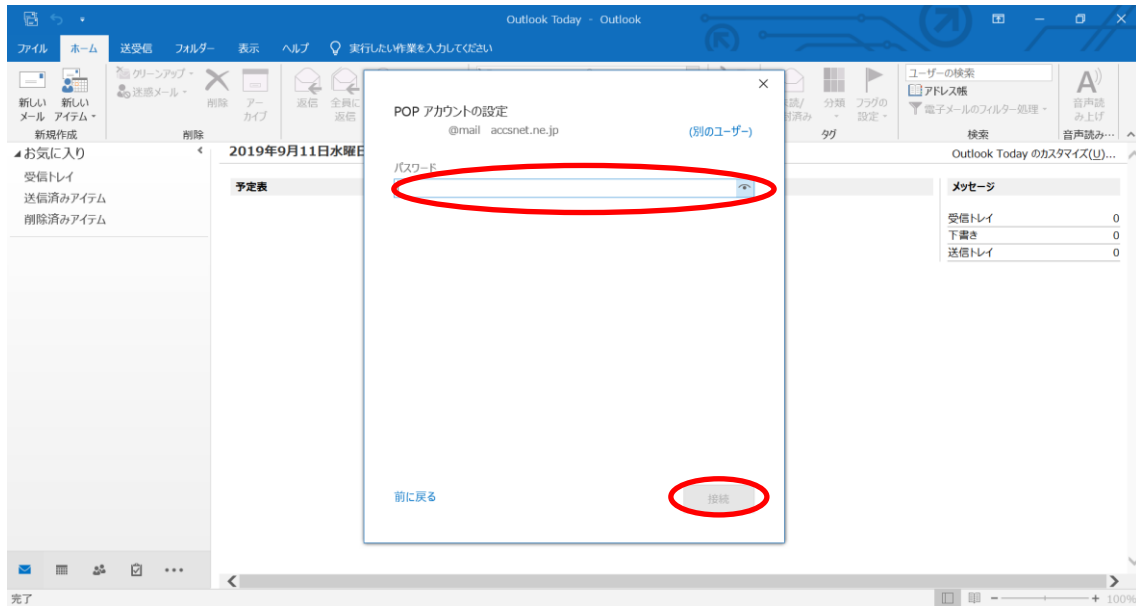 Outlook Today - Outlook
ファイル ホーム 送受信 フォルダー 表示 ヘルプ 実行したい作業を入力してください
新しい メール
新しい アイテム
新規作成
クリーンアップ
迷惑メール
削除
アー カイブ
削除
返信
全員に 返信
分類
フラグの 設定
タグ
ユーザーの検索
アドレス帳
電子メールのフィルター処理
検索
音声読 み上げ
音声読み…
お気に入り
受信トレイ
送信済みアイテム
削除済みアイテム
2019年9月11日水曜日
予定表
Outlook Today のカスタマイズ(U)...
メッセージ
受信トレイ 0
下書き 0
送信トレイ 0
POP アカウントの設定
@mail accsnet.ne.jp
(別のユーザー)
パスワード
前に戻る
接続
完了
100%